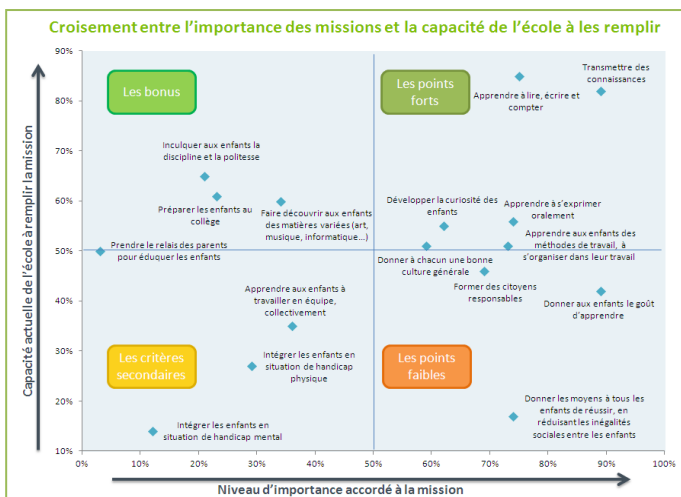 Croisement entre l'importance des missions et la capacité de l'école à les remplir
Capacité actuelle de l'école à remplir la mission
90%
80%
70%
60%
50%
40%
30%
20%
10%
Les bonus
Les points
forts
Transmettre des
connaissances
Apprendre à lire, écrire et
compter
Inculquer aux enfants la
discipline et la politesse
Préparer les enfants au
collège
Faire découvrir aux enfants
des matières variées (art,
musique, informatique...)
Développer la curiosité des
enfants
Apprendre à s'exprimer
oralement
Prendre le relais des parents
pour éduquer les enfants
Apprendre aux enfants des
méthodes de travail, à
s'organiser dans leur travail
Donner à chacun une bonne
culture générale
Former des citoyens
responsables
Donner aux enfants le goût
d'apprendre
Apprendre aux enfants à
travailler en équipe,
collectivement
Les critères
secondaires
Intégrer les enfants en
situation de handicap
physique
Les points
faibles
Intégrer les enfants en
situation de handicap mental
Donner les moyens à tous les
enfants de réussir, en
réduisant les inégalités
sociales entre les enfants
0%
10%
20%
30%
40%
50%
60%
70%
80%
90%
100%
Niveau d'importance accordé à la mission